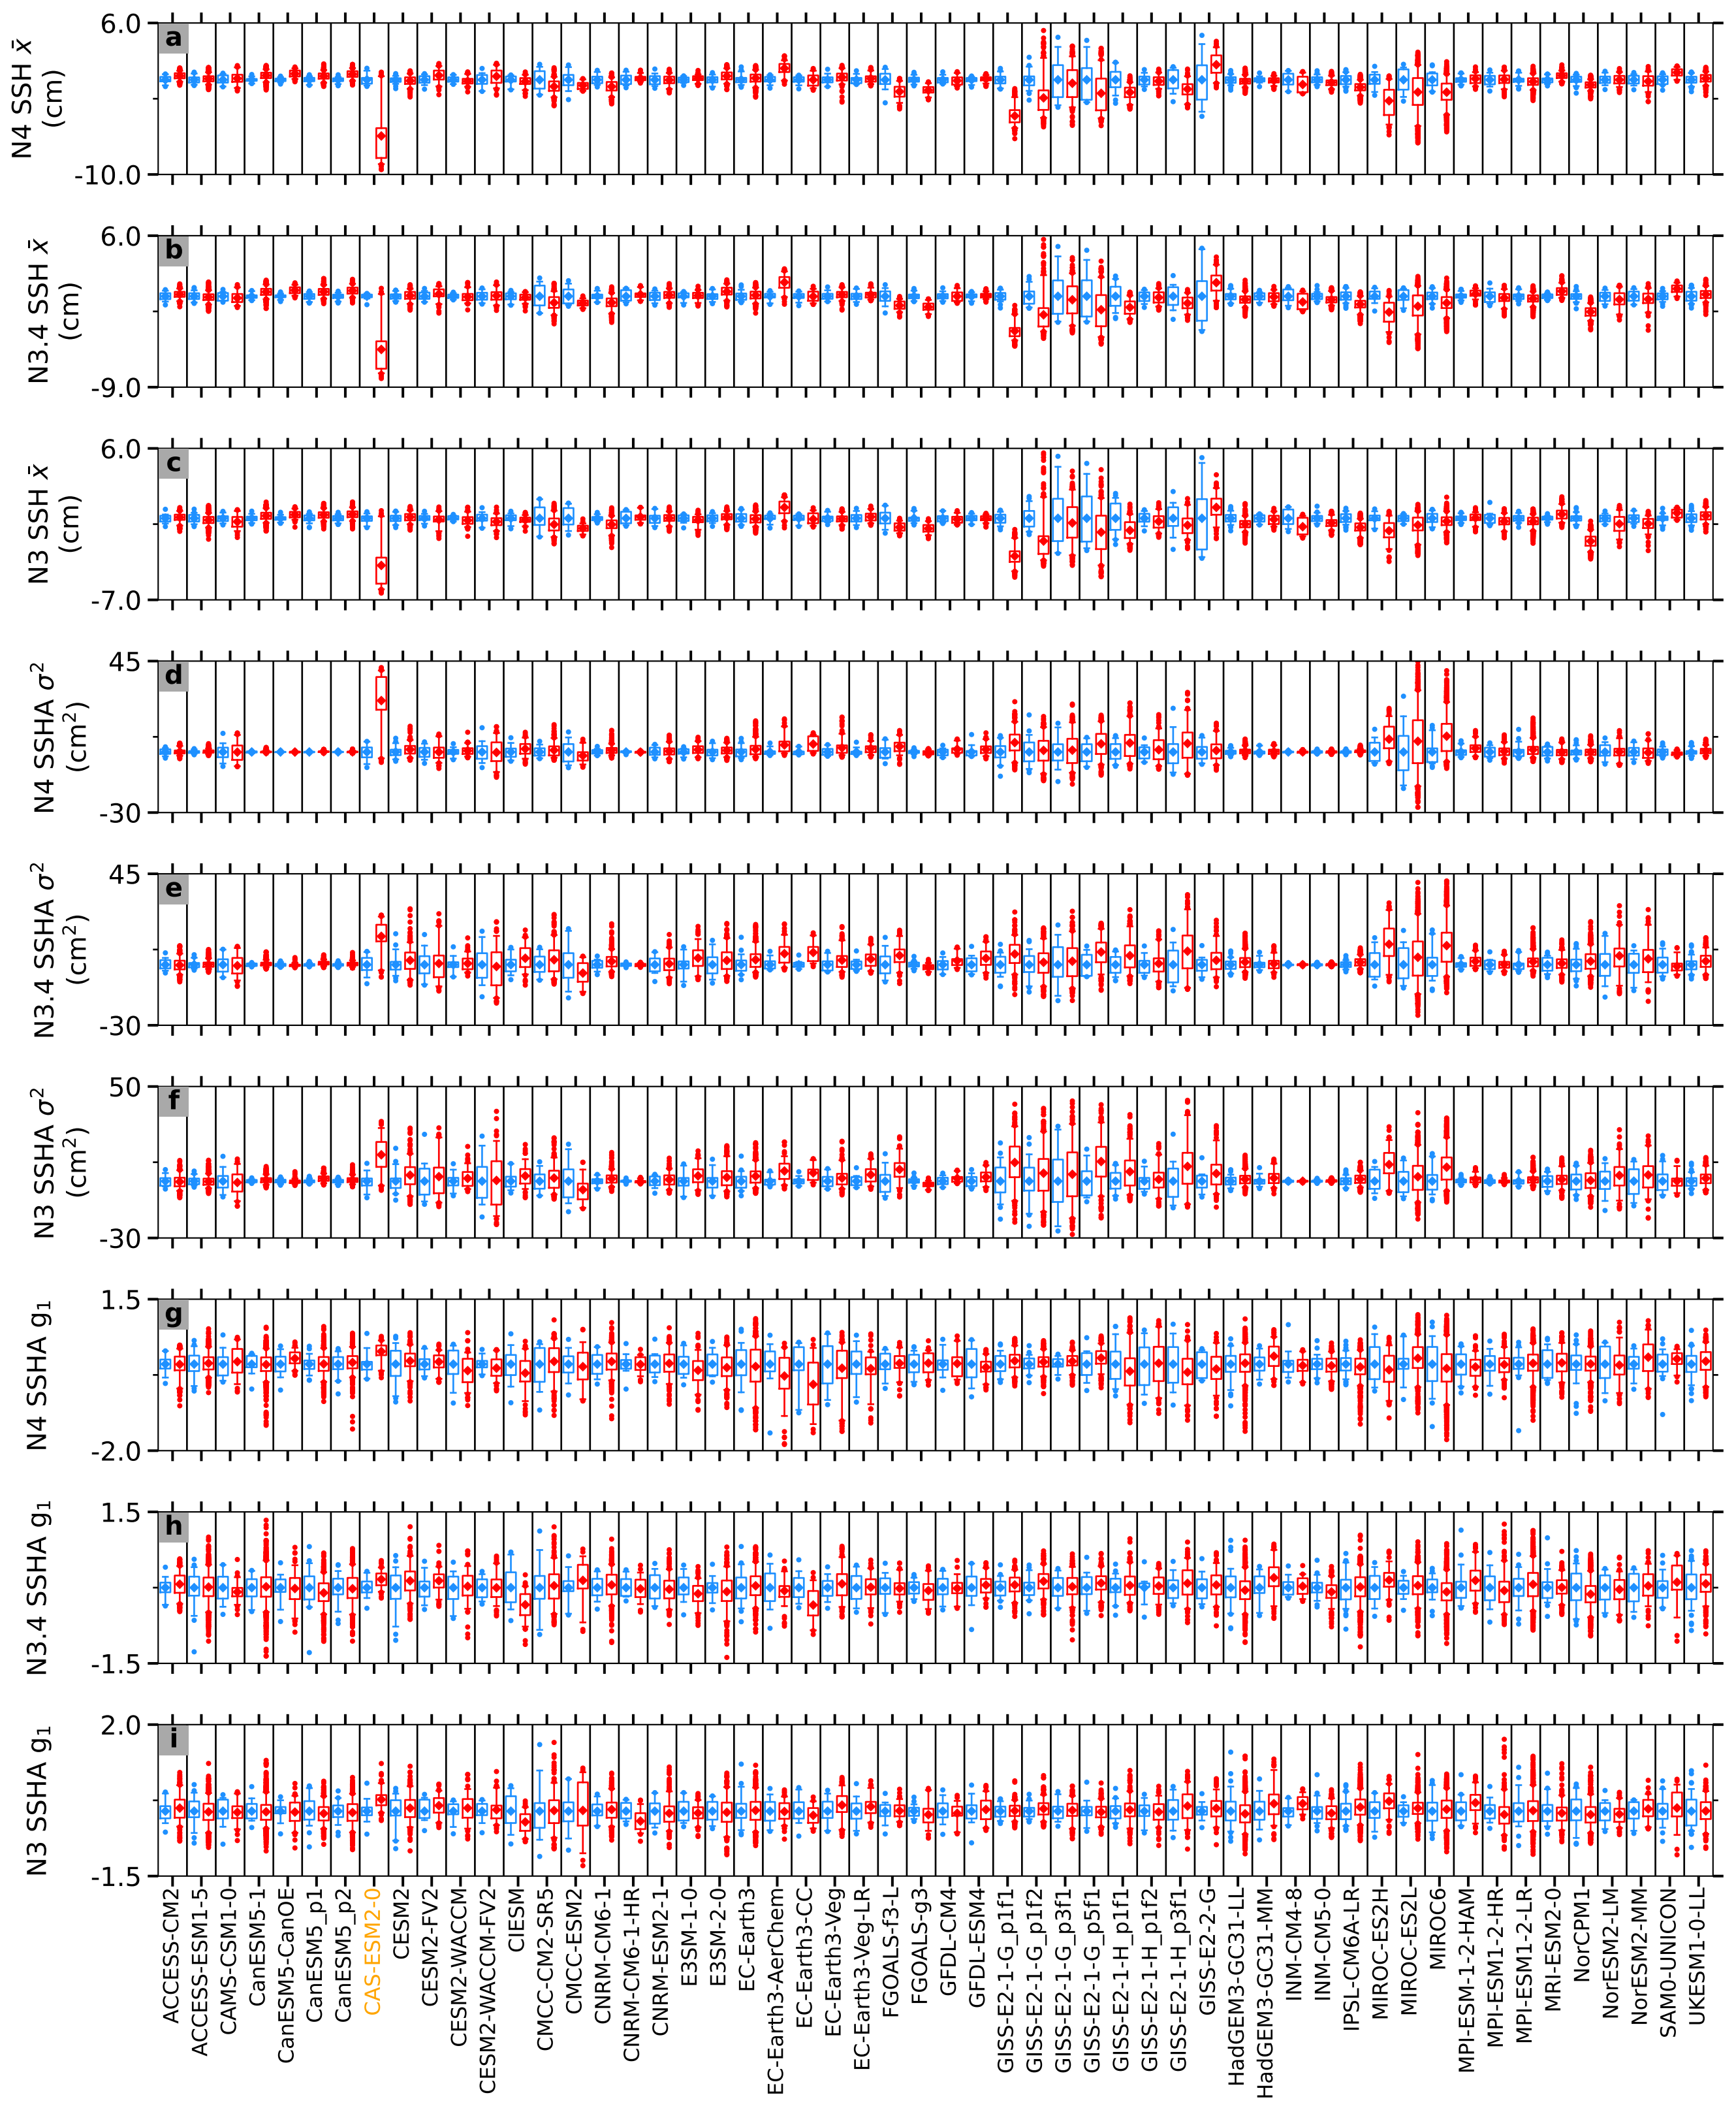 a
6.0
-10.0
N4 SSH x̄
(cm)
b
6.0
-9.0
N3.4 SSH x̄
(cm)
c
6.0
-7.0
N3 SSH x̄
(cm)
d
45
-30
N4 SSHA σ²
(cm²)
e
45
-30
N3.4 SSHA σ²
(cm²)
f
50
-30
N3 SSHA σ²
(cm²)
g
1.5
-2.0
N4 SSHA g₁
h
1.5
-1.5
N3.4 SSHA g₁
i
2.0
-1.5
N3 SSHA g₁
ACCESS-CM2
ACCESS-ESM1-5
CAMS-CSM1-0
CanESM5-1
CanESM5-CanOE
CanESM5_p1
CanESM5_p2
CAS-ESM2-0
CESM2
CESM2-FV2
CESM2-WACCM
CESM2-WACCM-FV2
CIESM
CMCC-CM2-SR5
CMCC-ESM2
CNRM-CM6-1
CNRM-CM6-1-HR
CNRM-ESM2-1
E3SM-1-0
E3SM-2-0
EC-Earth3
EC-Earth3-AerChem
EC-Earth3-CC
EC-Earth3-Veg
EC-Earth3-Veg-LR
FGOALS-f3-L
FGOALS-g3
GFDL-CM4
GFDL-ESM4
GISS-E2-1-G_p1f1
GISS-E2-1-G_p1f2
GISS-E2-1-G_p3f1
GISS-E2-1-G_p5f1
GISS-E2-1-H_p1f1
GISS-E2-1-H_p1f2
GISS-E2-1-H_p3f1
GISS-E2-2-G
HadGEM3-GC31-LL
HadGEM3-GC31-MM
INM-CM4-8
INM-CM5-0
IPSL-CM6A-LR
MIROC-ES2H
MIROC-ES2L
MIROC6
MPI-ESM-1-2-HAM
MPI-ESM1-2-HR
MPI-ESM1-2-LR
MRI-ESM2-0
NorCPM1
NorESM2-LM
NorESM2-MM
SAM0-UNICON
UKESM1-0-LL